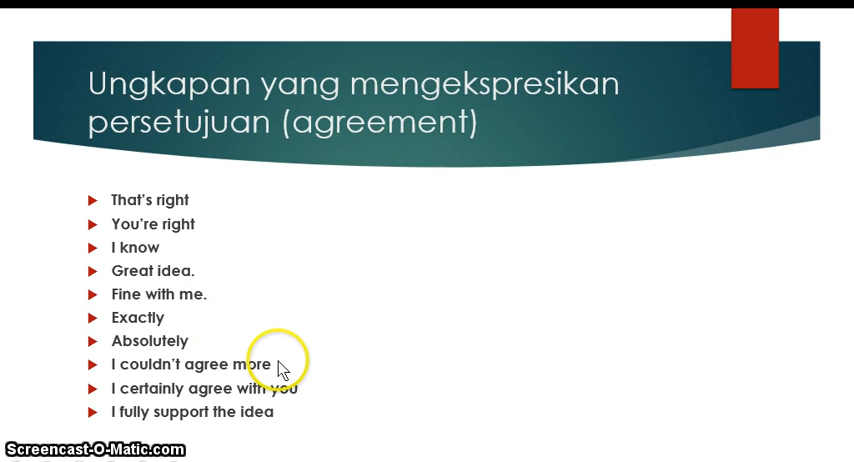 Ungkapan yang mengekspresikan
persetujuan (agreement)
That's right
You're right
I know
Great idea.
Fine with me.
Exactly
Absolutely
I couldn't agree more
I certainly agree with you
I fully support the idea
Screencast-O-Matic.com